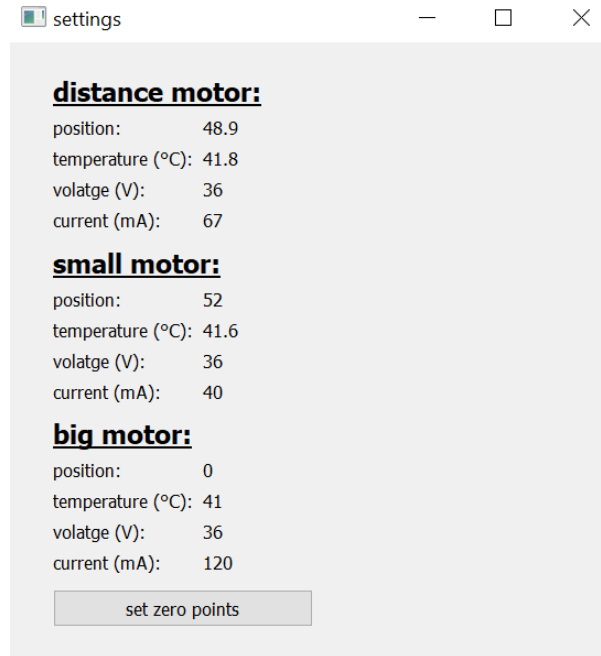 settings
distance motor:
position: 48.9
temperature (°C): 41.8
volatge (V): 36
current (mA): 67
small motor:
position: 52
temperature (°C): 41.6
volatge (V): 36
current (mA): 40
big motor:
position: 0
temperature (°C): 41
volatge (V): 36
current (mA): 120
set zero points